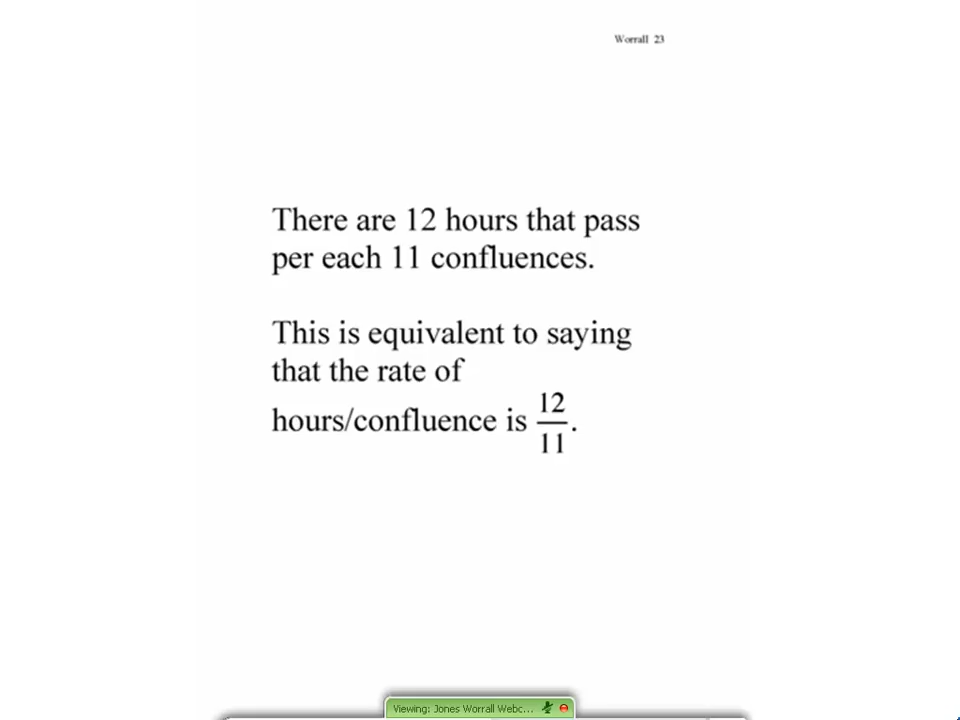 Worrall 23
There are 12 hours that pass
per each 11 confluences.
This is equivalent to saying
that the rate of
hours/confluence is 12/11.
Viewing: Jones Worrall Webc...